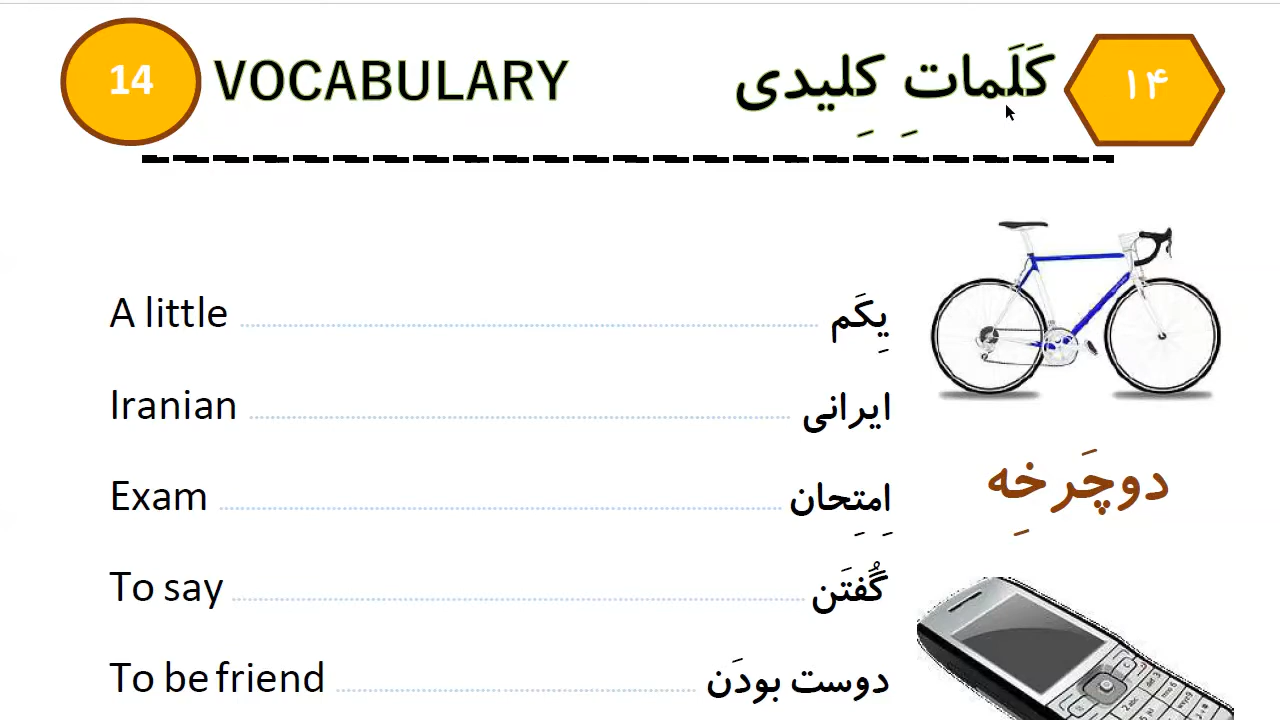 14 VOCABULARY کَلَماتِ کِلیدی ۱۴
A little ........ یِکَم
Iranian ........ ایرانی
Exam ........ اِمتِحان
To say ........ گُفتَن
To be friend ........ دوست بودَن
دوچَرخِه